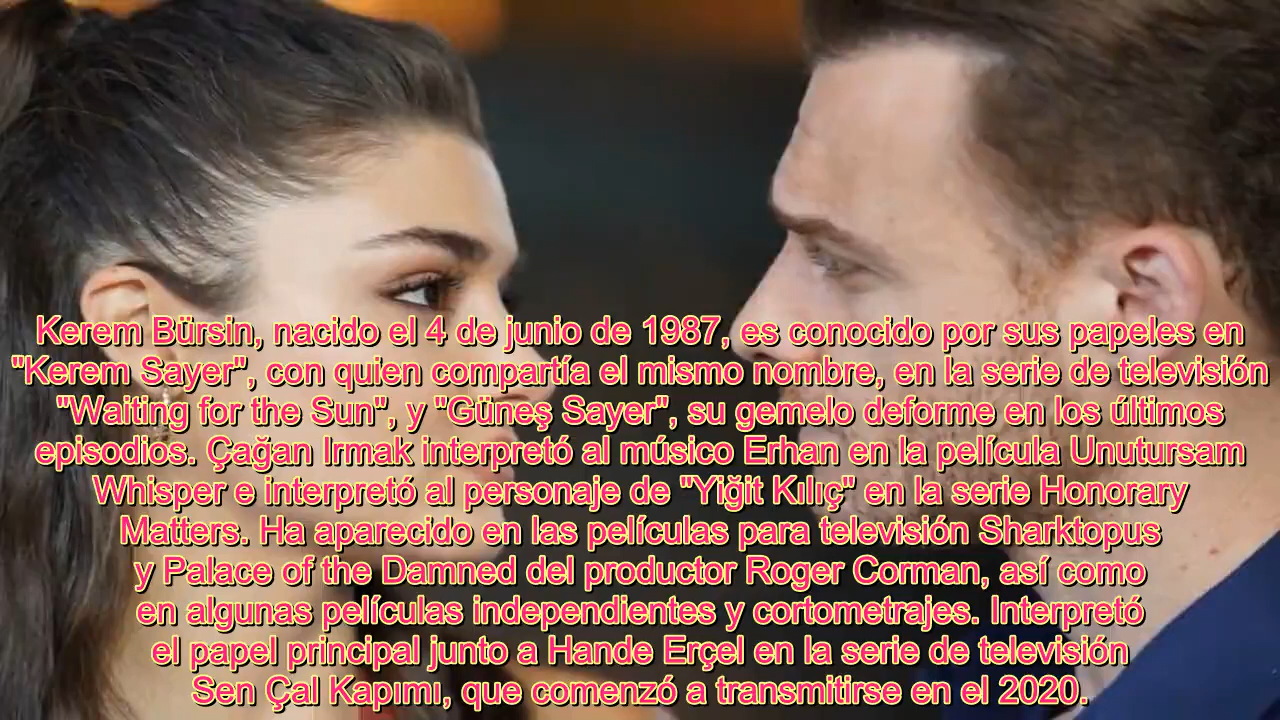 Kerem Bürsin, nacido el 4 de junio de 1987, es conocido por sus papeles en
"Kerem Sayer", con quien compartía el mismo nombre, en la serie de televisión
"Waiting for the Sun", y "Güneş Sayer", su gemelo deforme en los últimos
episodios. Çağan Irmak interpretó al músico Erhan en la película Unutursam
Whisper e interpretó al personaje de "Yiğit Kılıç" en la serie Honorary
Matters. Ha aparecido en las películas para televisión Sharktopus
y Palace of the Damned del productor Roger Corman, así como
en algunas películas independientes y cortometrajes. Interpretó
el papel principal junto a Hande Erçel en la serie de televisión
Sen Çal Kapımı, que comenzó a transmitirse en el 2020.